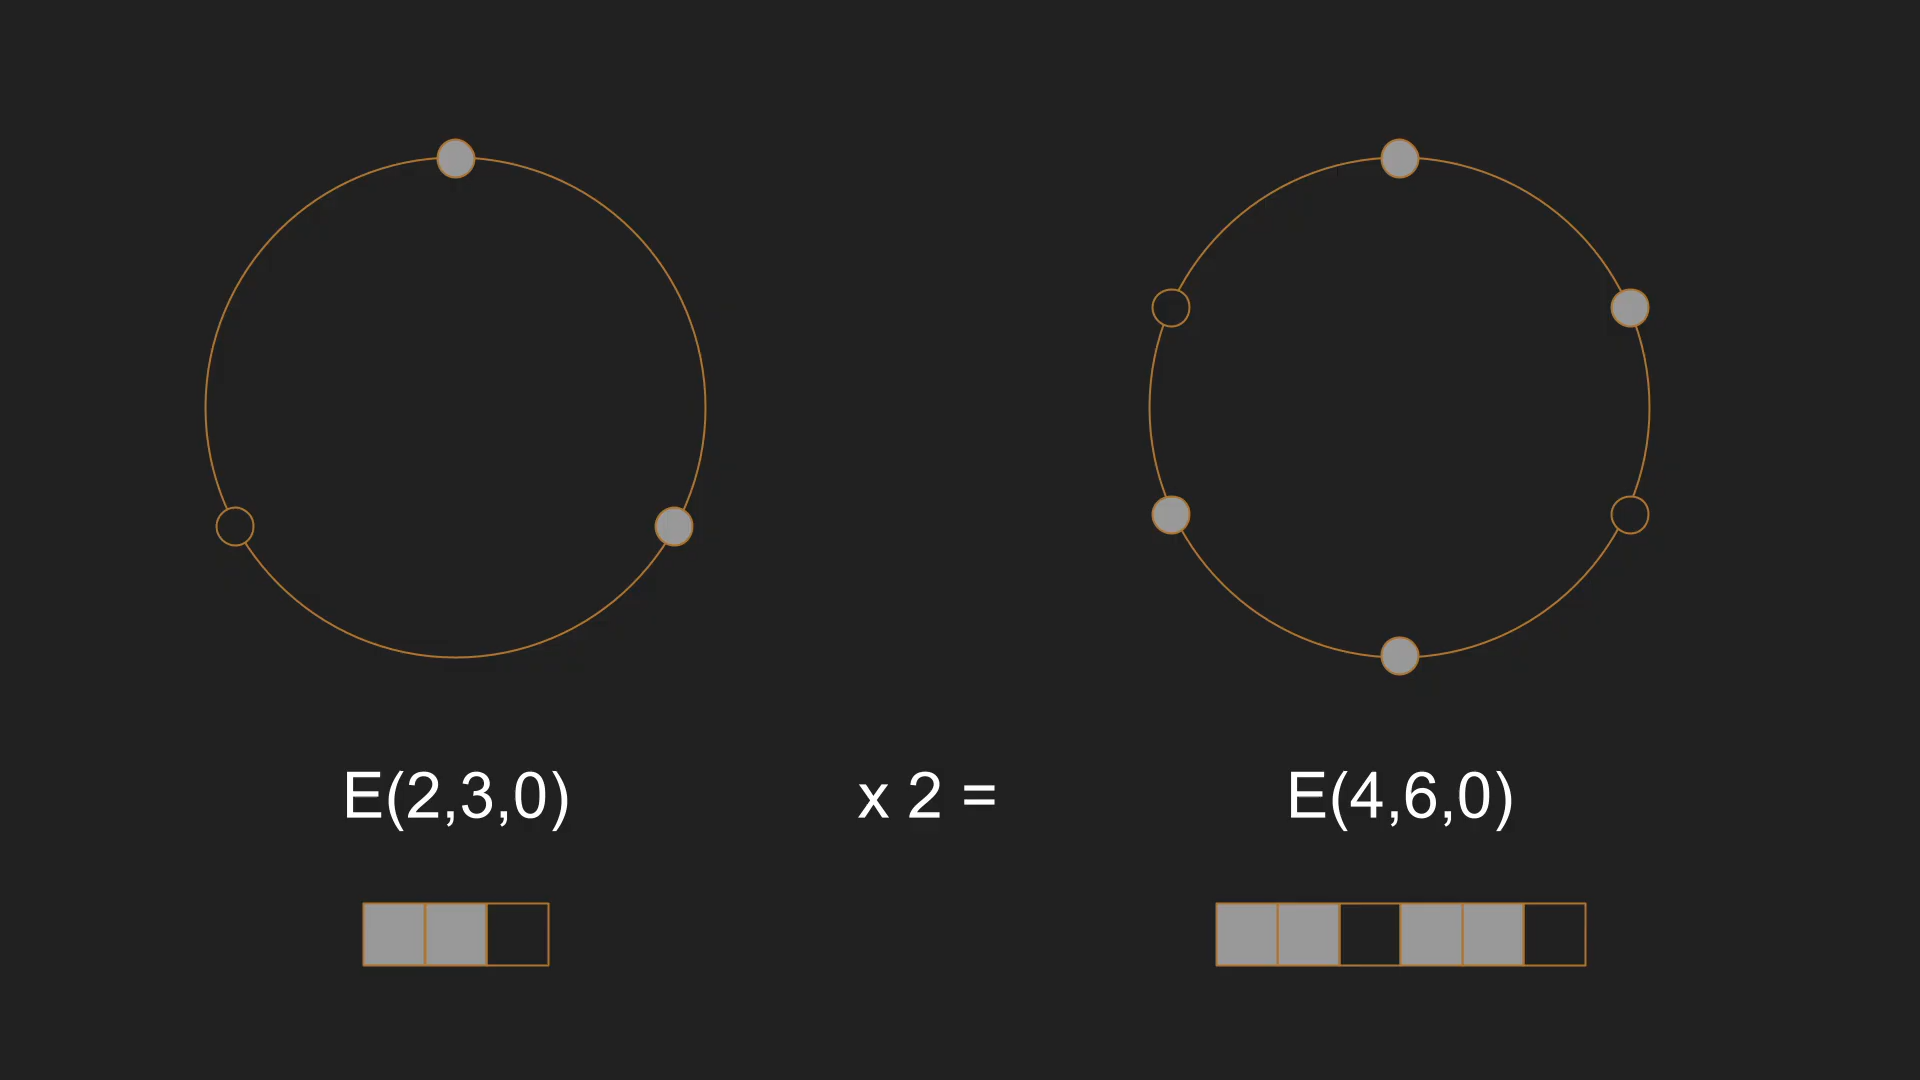 E(2,3,0) x 2 = E(4,6,0)